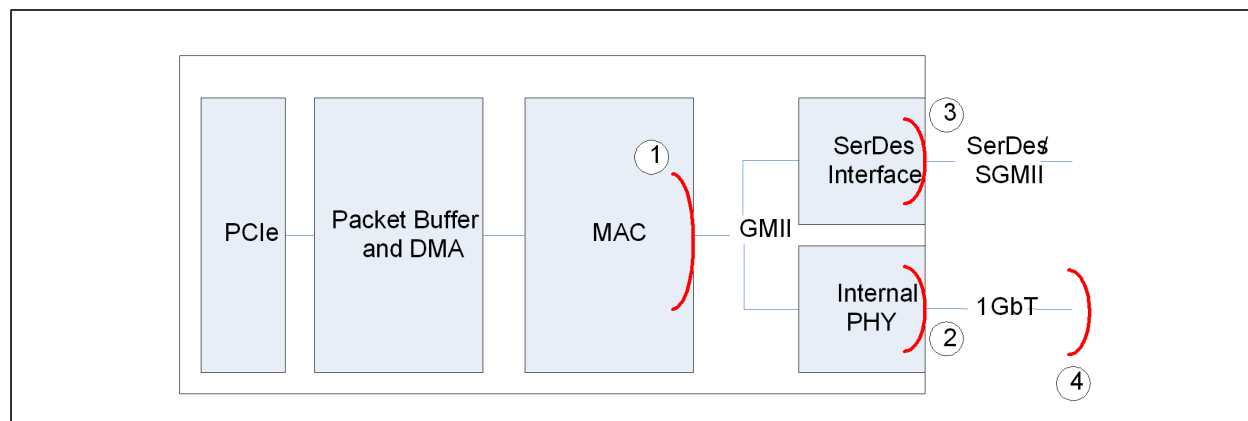 PCIe
Packet Buffer
and DMA
MAC
1
GMII
SerDes
Interface
3
SerDes/
SGMII
Internal
PHY
2
1GbT
4